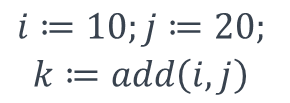 i := 10; j := 20;
k := add(i, j)